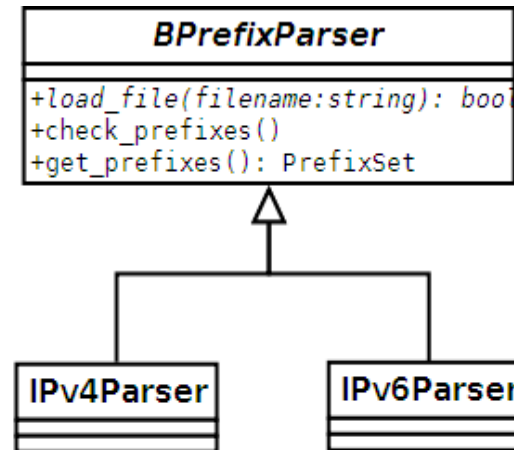 BPrefixParser
+load_file(filename:string): bool
+check_prefixes()
+get_prefixes(): PrefixSet
IPv4Parser IPv6Parser